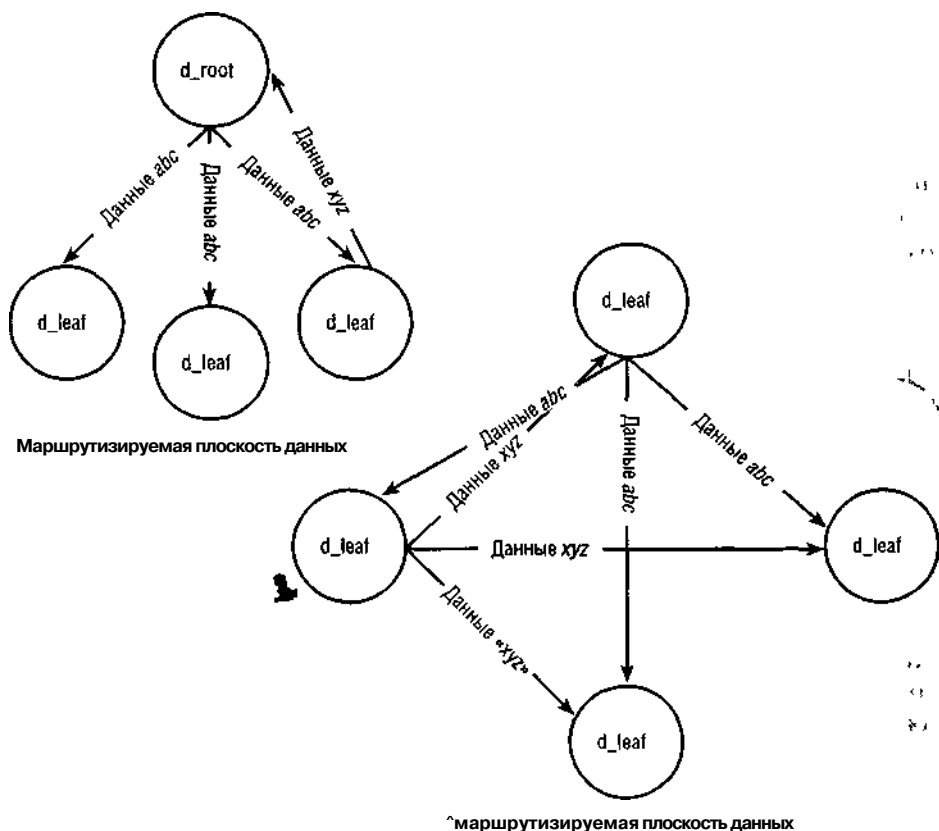 d_root
Данные abc
Данные abc
Данные abc
Данные xyz
d_leaf
d_leaf
d_leaf
Маршрутизируемая плоскость данных
d_leaf
Данные abc
Данные xyz
Данные abc
Данные abc
d_leaf
Данные xyz
d_leaf
Данные «xyz»
d_leaf
^маршрутизируемая плоскость данных